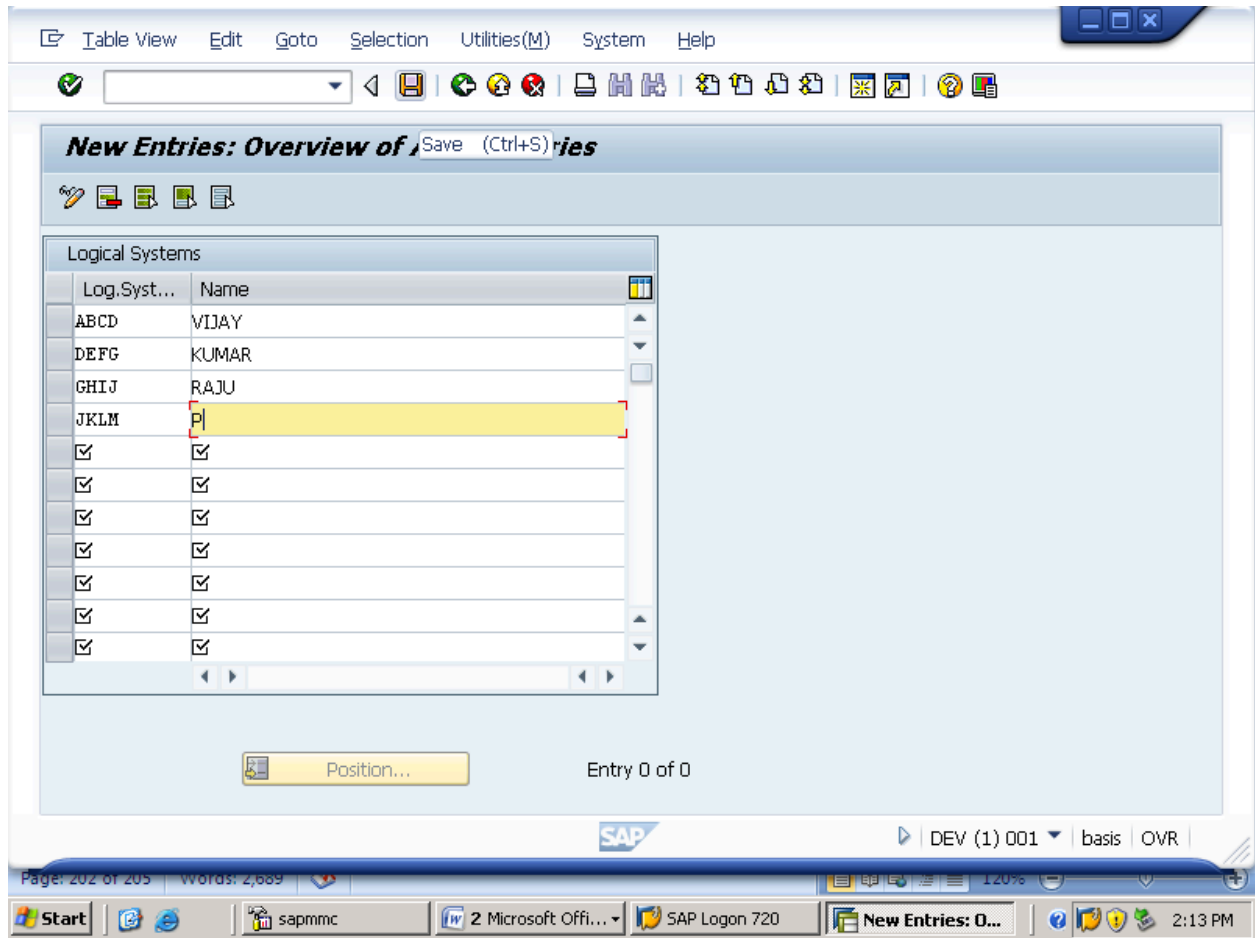 Table View Edit Goto Selection Utilities(M) System Help
New Entries: Overview of A ries
Save (Ctrl+S)
Logical Systems
Log.Syst... Name
ABCD VIJAY
DEFG KUMAR
GHIJ RAJU
JKLM P
Position... Entry 0 of 0
SAP DEV (1) 001 basis OVR
Page: 202 of 205 Words: 2,689 120%
Start sapmmc 2 Microsoft Offi... SAP Logon 720 New Entries: O... 2:13 PM